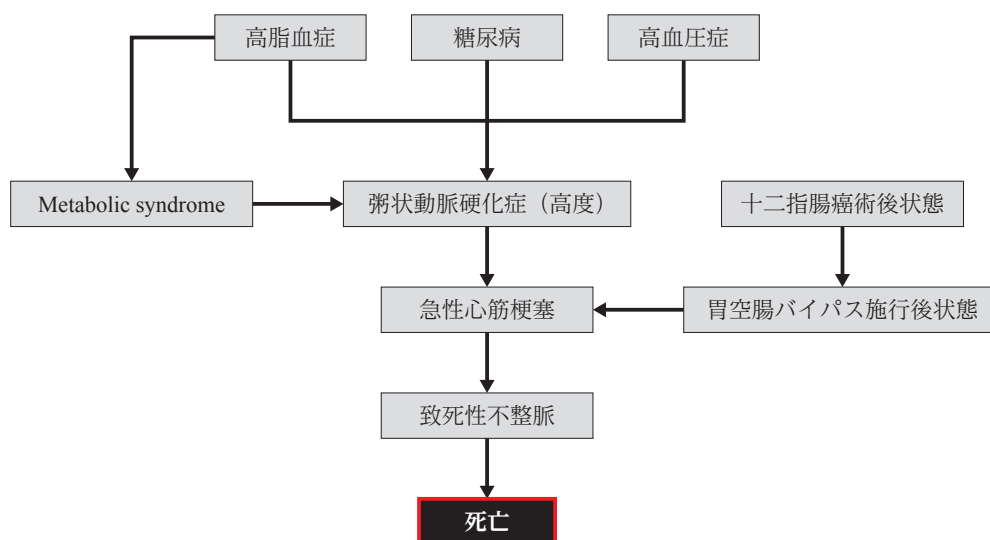 高脂血症
糖尿病
高血圧症
Metabolic syndrome
粥状動脈硬化症（高度）
十二指腸癌術後状態
急性心筋梗塞
胃空腸バイパス施行後状態
致死性不整脈
死亡